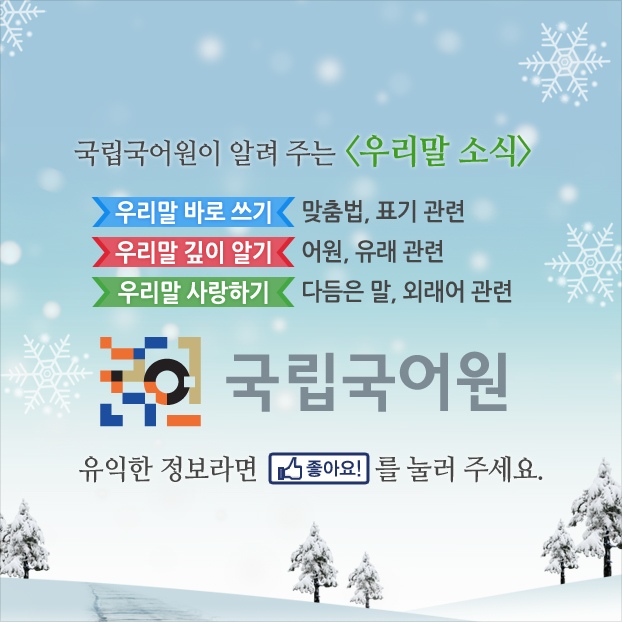 국립국어원이 알려 주는 <우리말 소식>
우리말 바로 쓰기 맞춤법, 표기 관련
우리말 깊이 알기 어원, 유래 관련
우리말 사랑하기 다듬은 말, 외래어 관련
국립국어원
유익한 정보라면 좋아요! 를 눌러 주세요.